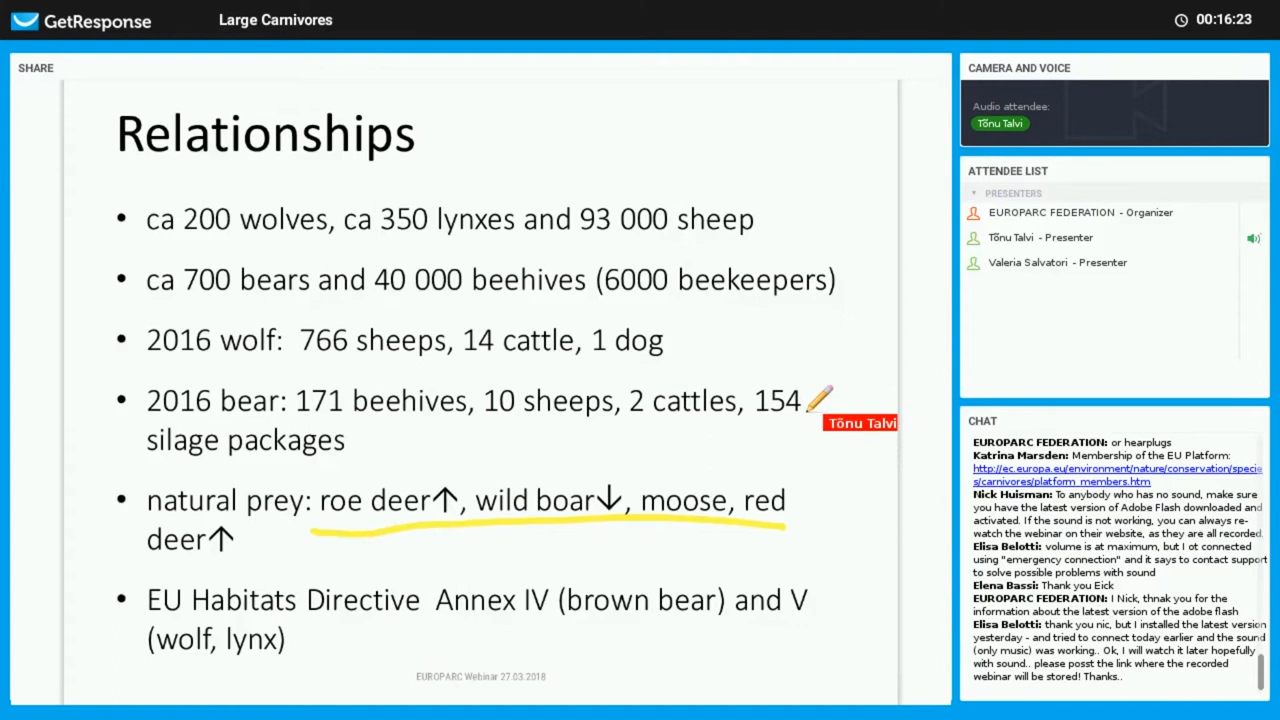 GetResponse
Large Carnivores
00:16:23
SHARE
Relationships
• ca 200 wolves, ca 350 lynxes and 93 000 sheep
• ca 700 bears and 40 000 beehives (6000 beekeepers)
• 2016 wolf:  766 sheeps, 14 cattle, 1 dog
• 2016 bear: 171 beehives, 10 sheeps, 2 cattles, 154
Tõnu Talvi
silage packages
• natural prey: roe deer↑, wild boar↓, moose, red
deer↑
• EU Habitats Directive  Annex IV (brown bear) and V
(wolf, lynx)
EUROPARC Webinar 27.03.2018
CAMERA AND VOICE
Audio attendee:
Tõnu Talvi
ATTENDEE LIST
PRESENTERS
EUROPARC FEDERATION - Organizer
Tõnu Talvi - Presenter
Valeria Salvatori - Presenter
CHAT
EUROPARC FEDERATION: or hearplugs
Katrina Marsden: Membership of the EU Platform:
http://ec.europa.eu/environment/nature/conservation/specie
s/carnivores/platform_members.htm
Nick Huisman: To anybody who has no sound, make sure
you have the latest version of Adobe Flash downloaded and
activated. If the sound is not working, you can always re-
watch the webinar on their website, as they are all recorded.
Elisa Belotti: volume is at maximum, but I ot connected
using "emergency connection" and it says to contact support
to solve possible problems with sound
Elena Bassi: Thank you Eick
EUROPARC FEDERATION: I Nick, thnak you for the
information about the latest version of the adobe flash
Elisa Belotti: thank you nic, but I installed the latest version
yesterday - and tried to connect today earlier and the sound
(only music) was working.. Ok, I will watch it later hopefully
with sound.. please posst the link where the recorded
webinar will be stored! Thanks..